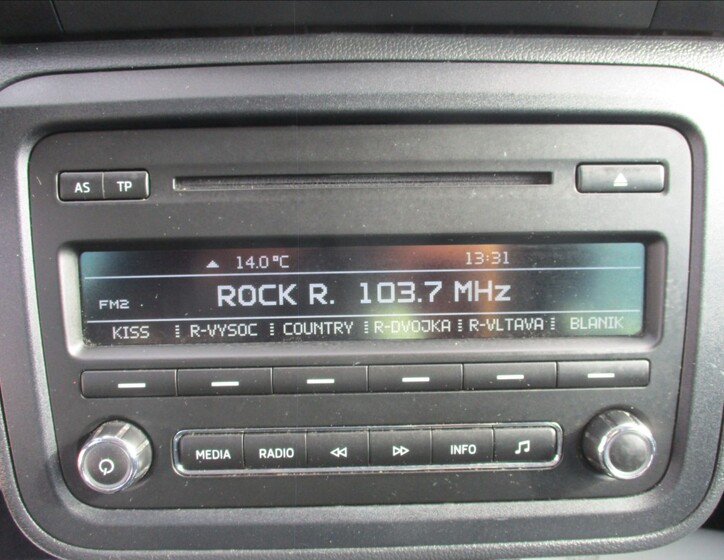 AS TP
14.0°C 13:31
FM2 ROCK R. 103.7 MHz
KISS R-VYSOC COUNTRY R-DVOJKA R-VLTAVA BLANIK
MEDIA RADIO INFO